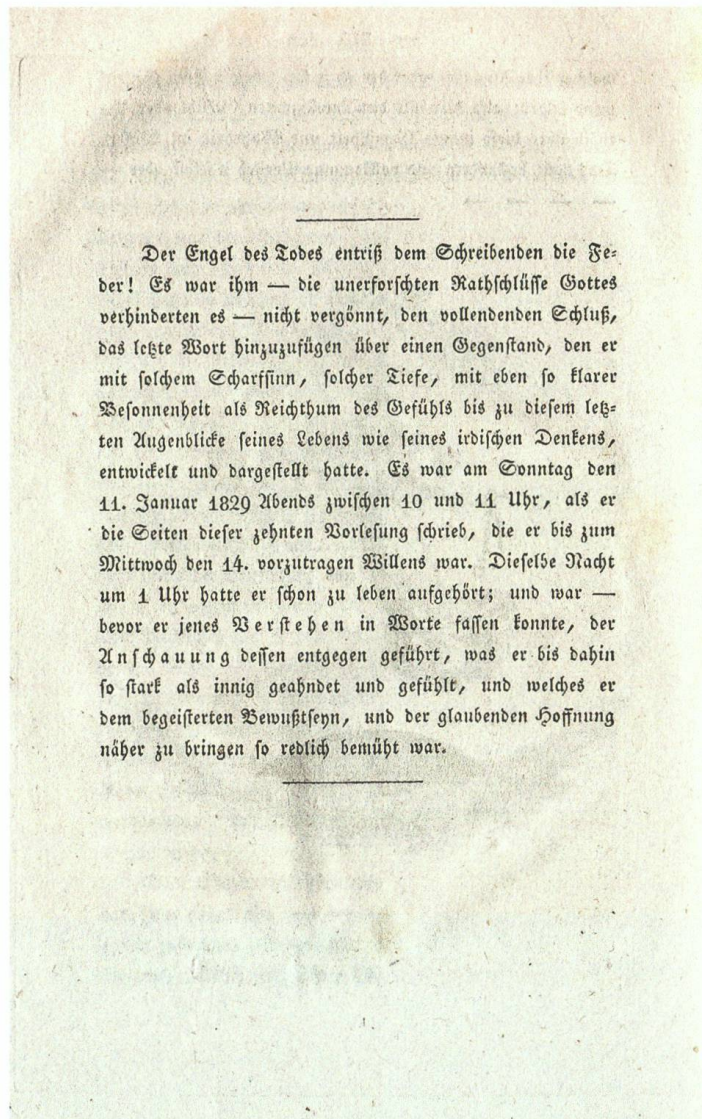 Der Engel des Todes entriß dem Schreibenden die Fe-
der! Es war ihm — die unerforschten Rathschlüsse Gottes
verhinderten es — nicht vergönnt, den vollendenden Schluß,
das letzte Wort hinzuzufügen über einen Gegenstand, den er
mit solchem Scharfsinn, solcher Tiefe, mit eben so klarer
Besonnenheit als Reichthum des Gefühls bis zu diesem letz-
ten Augenblicke seines Lebens wie seines irdischen Denkens,
entwickelt und dargestellt hatte. Es war am Sonntag den
11. Januar 1829 Abends zwischen 10 und 11 Uhr, als er
die Seiten dieser zehnten Vorlesung schrieb, die er bis zum
Mittwoch den 14. vorzutragen Willens war. Dieselbe Nacht
um 1 Uhr hatte er schon zu leben aufgehört; und war —
bevor er jenes Verstehen in Worte fassen konnte, der
Anschauung dessen entgegen geführt, was er bis dahin
so stark als innig geahndet und gefühlt, und welches er
dem begeisterten Bewußtseyn, und der glaubenden Hoffnung
näher zu bringen so redlich bemüht war.